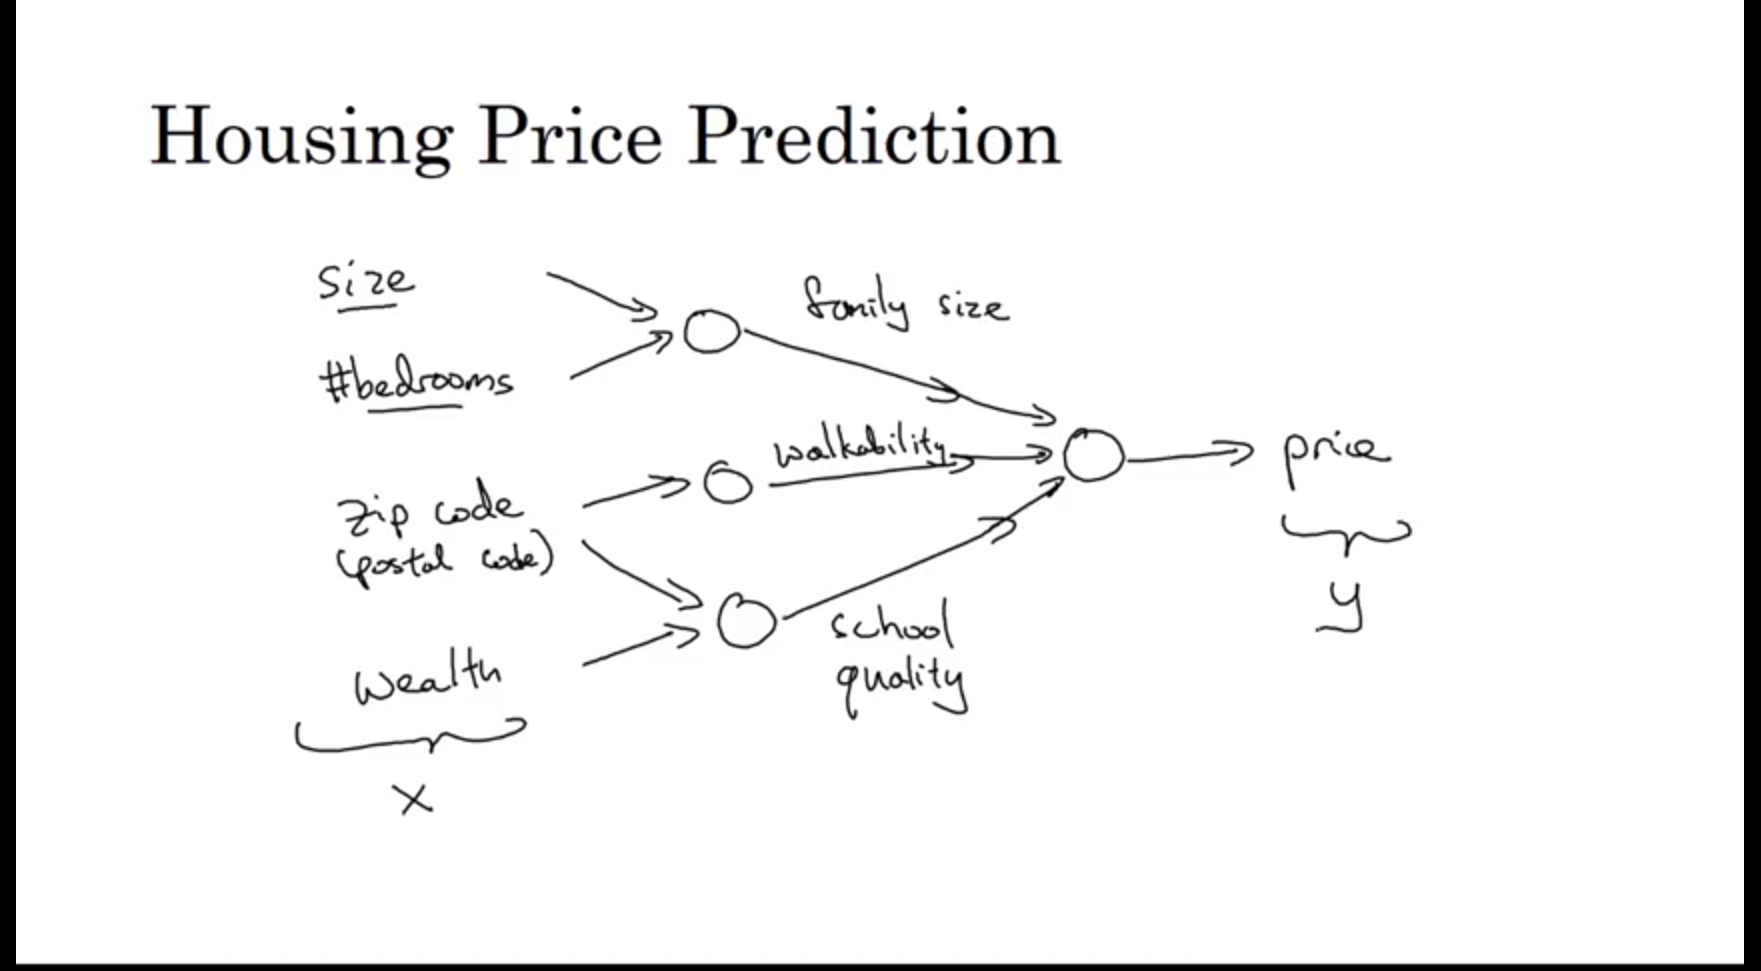 Housing Price Prediction
size
family size
#bedrooms
walkability
price
zip code
(postal code)
y
school
quality
wealth
x